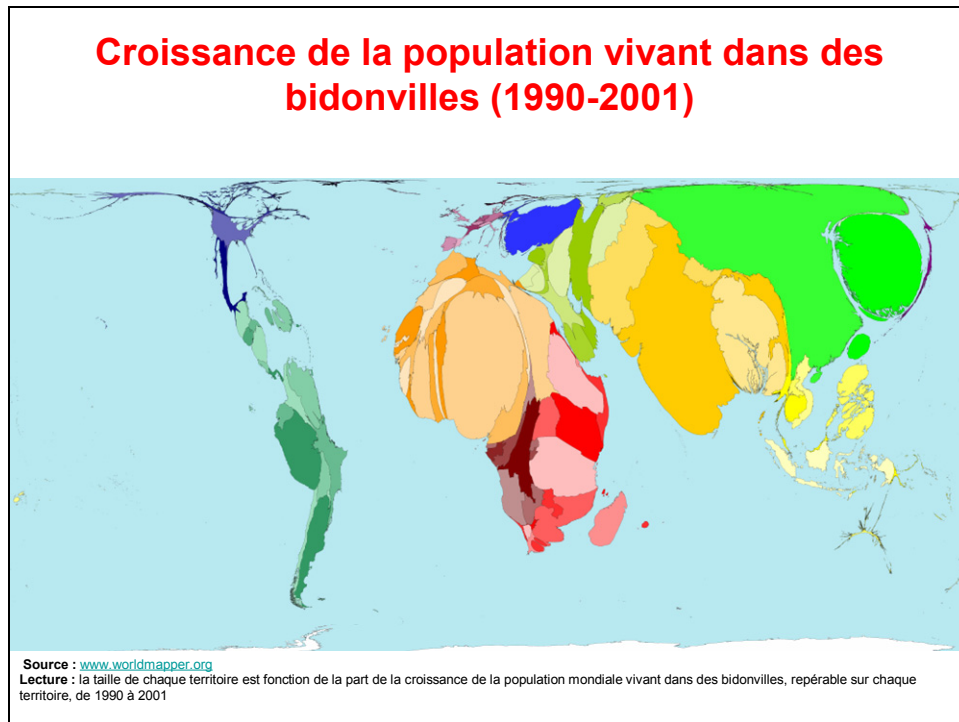 Croissance de la population vivant dans des
bidonvilles (1990-2001)
Source : www.worldmapper.org
Lecture : la taille de chaque territoire est fonction de la part de la croissance de la population mondiale vivant dans des bidonvilles, repérable sur chaque
territoire, de 1990 à 2001